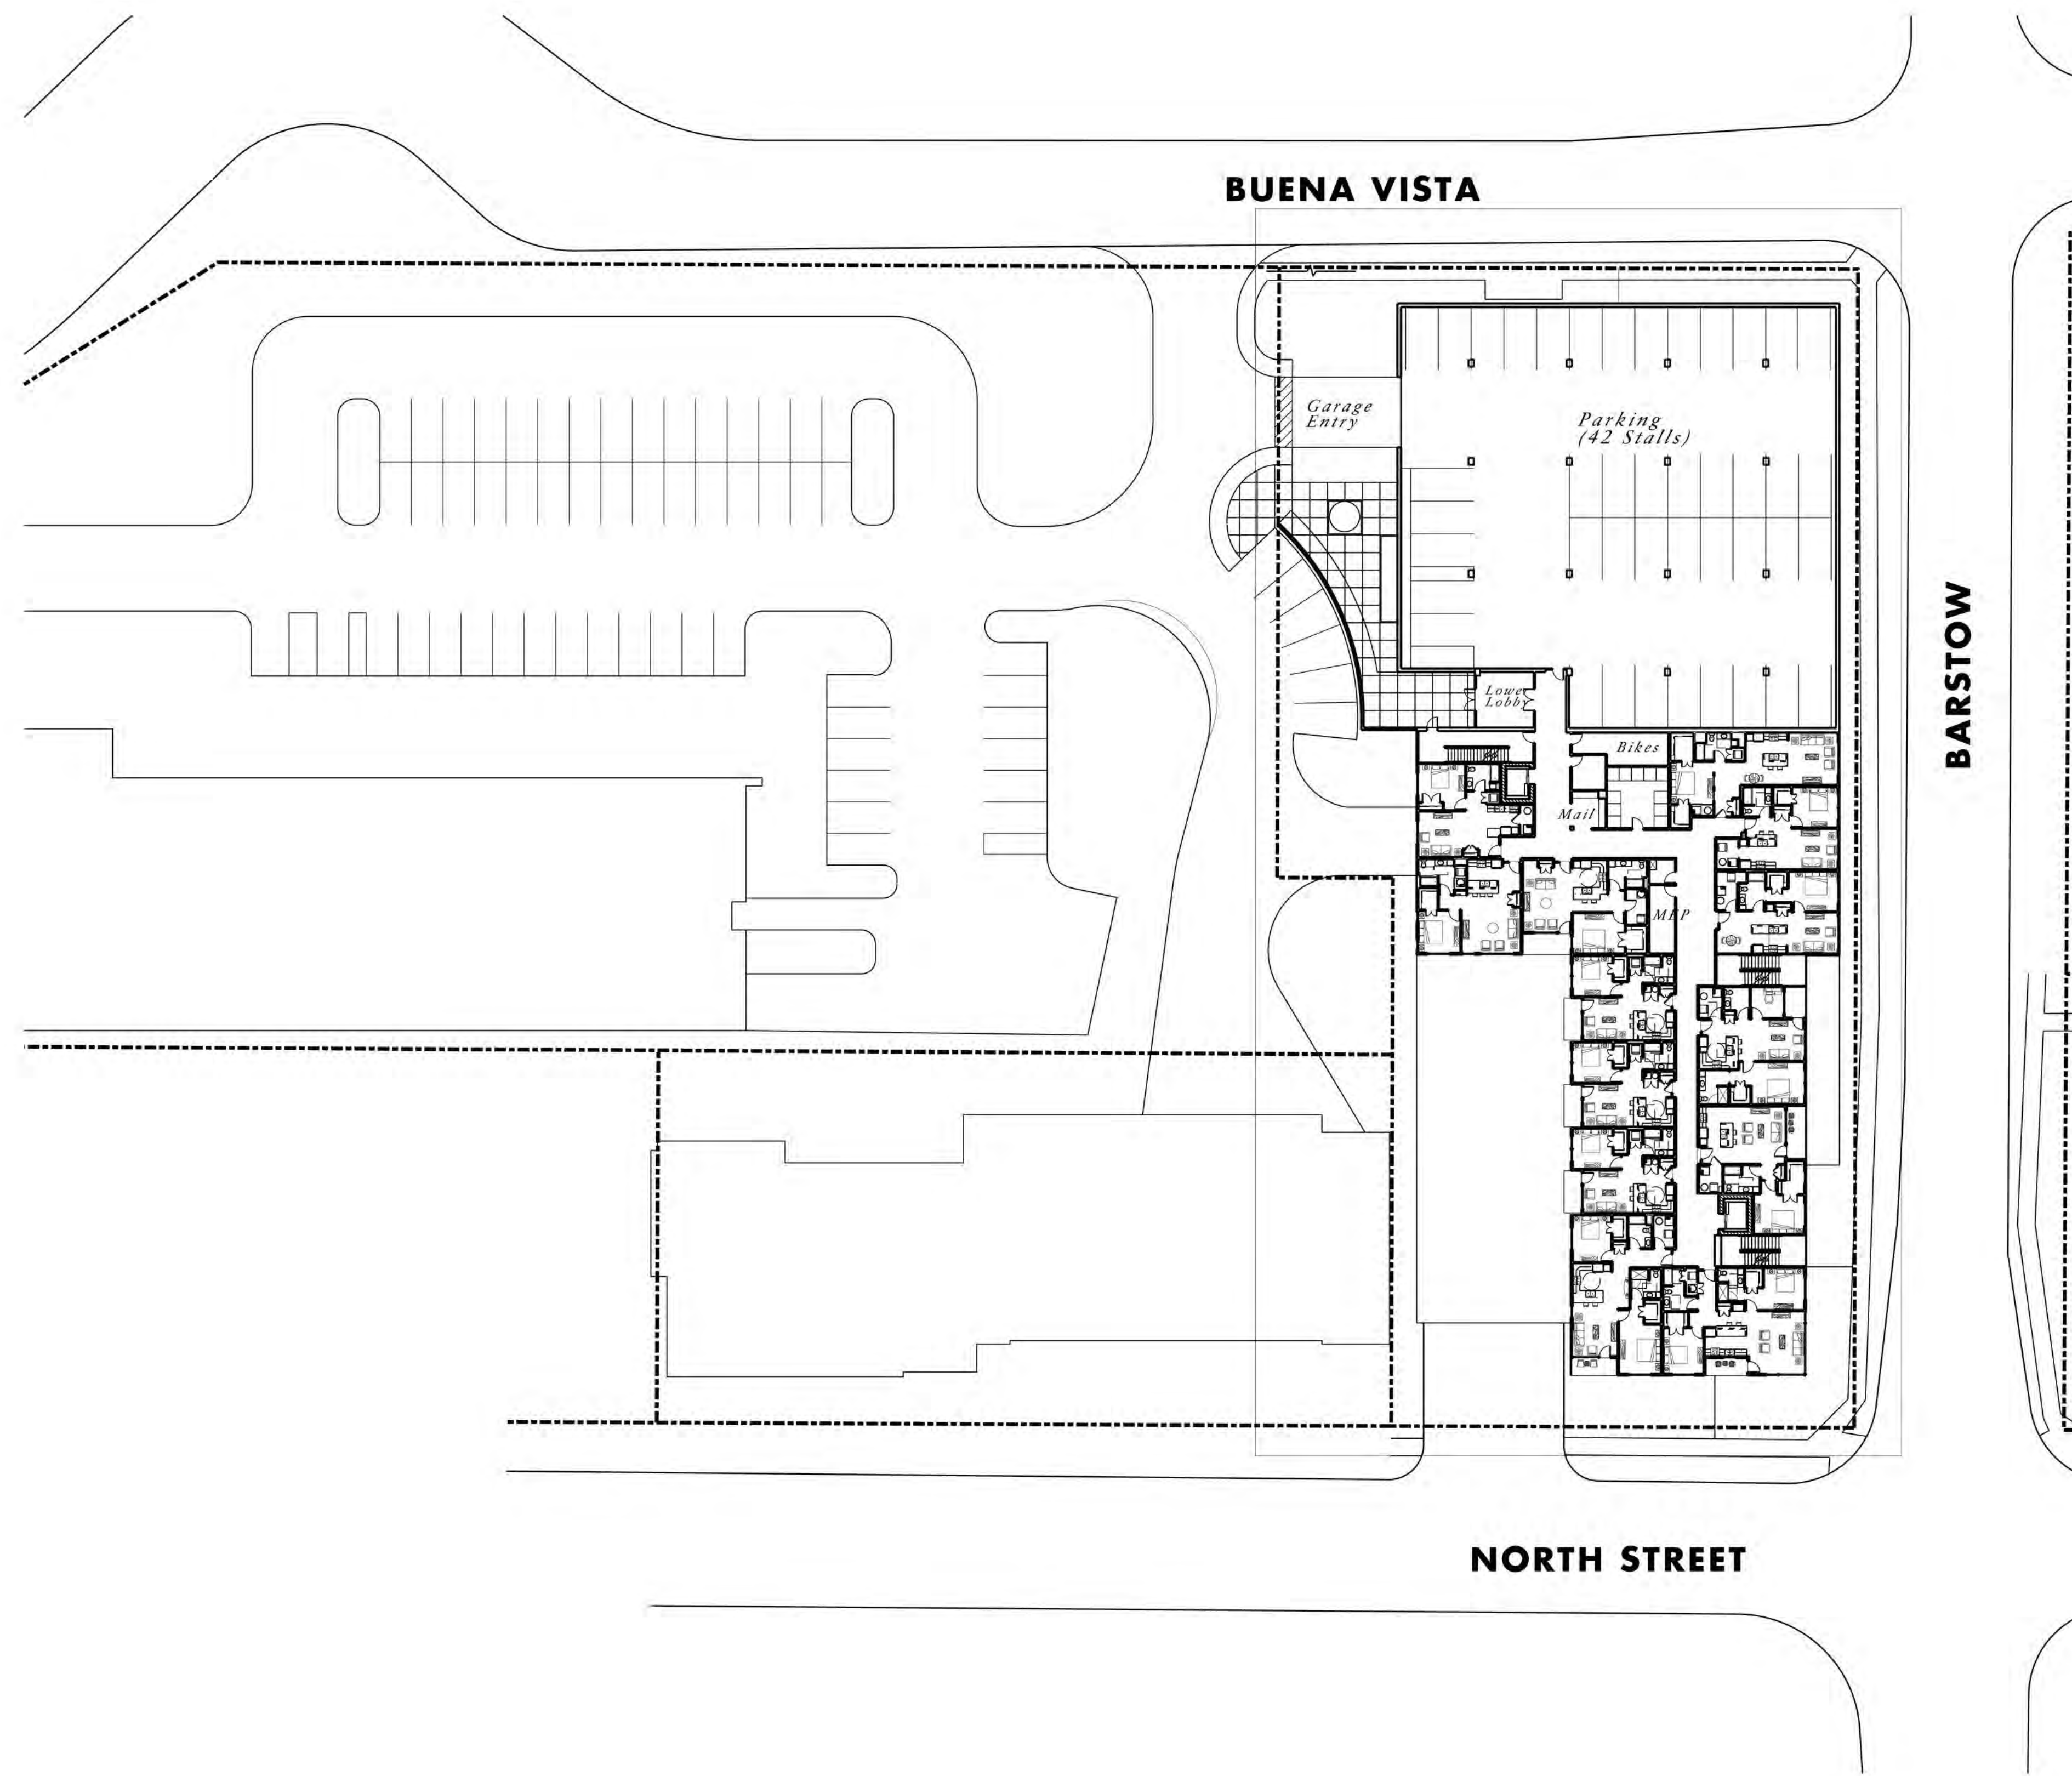 BUENA VISTA
Garage
Entry
Parking
(42 Stalls)
BARSTOW
Lower
Lobby
Bikes
Mail
MEP
NORTH STREET